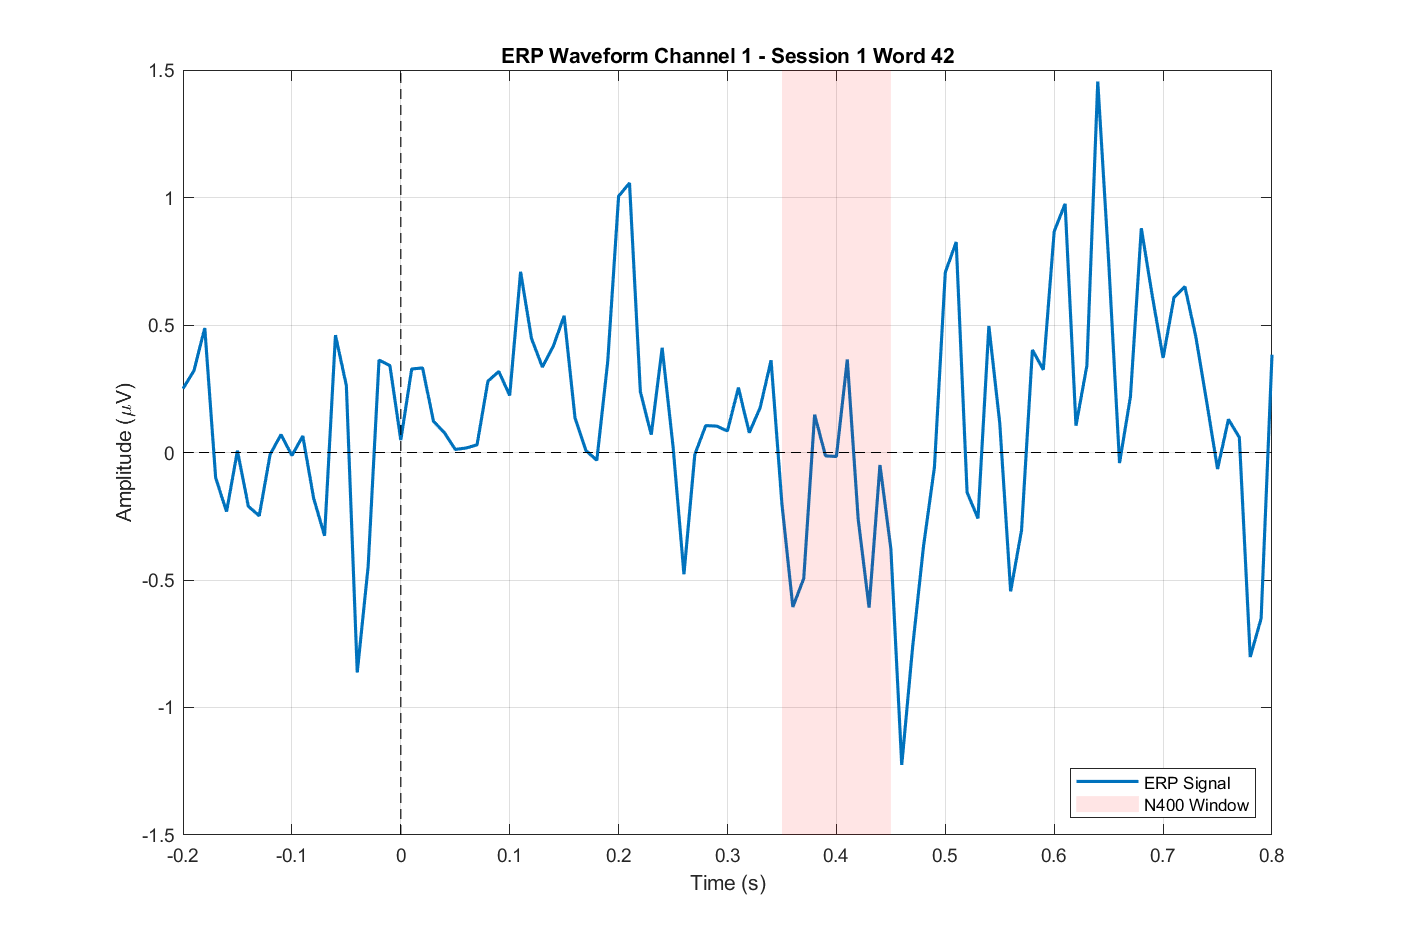 ERP Waveform Channel 1 - Session 1 Word 42
1.5
1
0.5
0
-0.5
-1
-1.5
Amplitude (μV)
-0.2 -0.1 0 0.1 0.2 0.3 0.4 0.5 0.6 0.7 0.8
Time (s)
ERP Signal
N400 Window